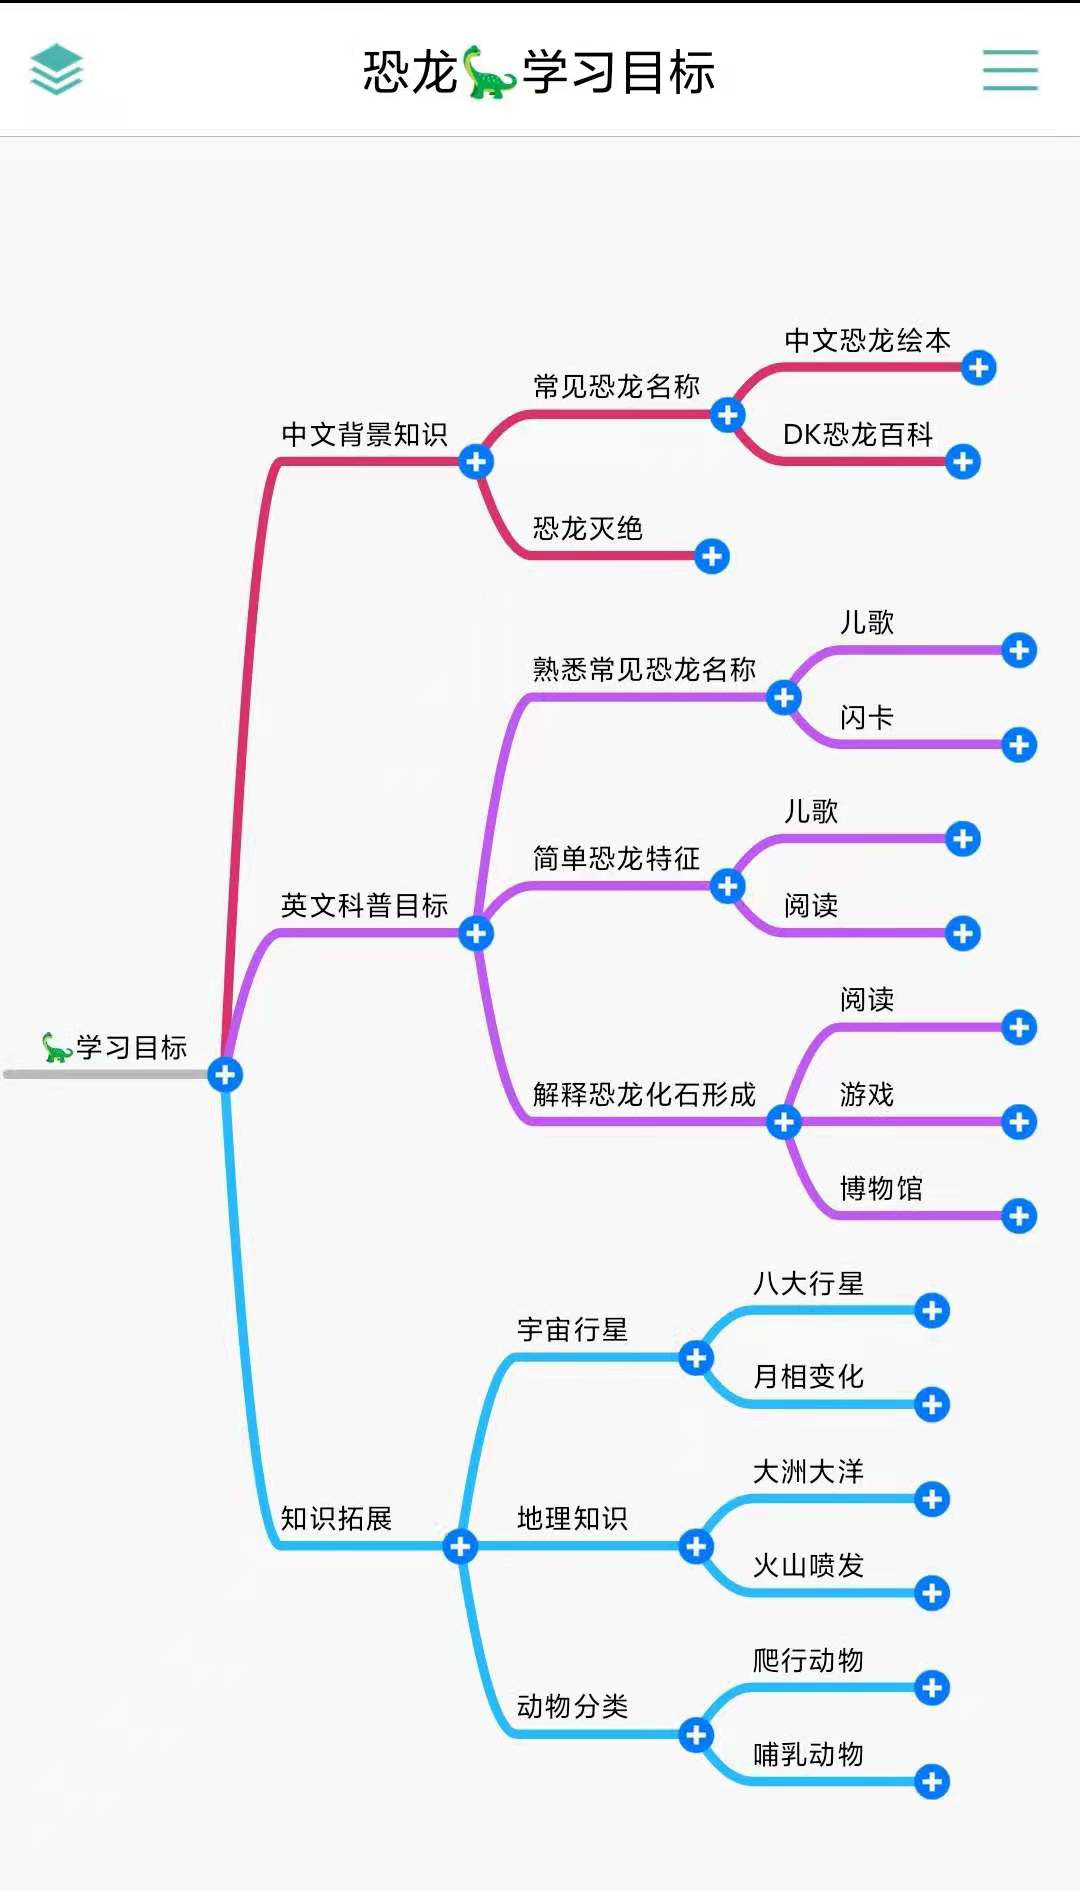 恐龙🦕学习目标
中文恐龙绘本
常见恐龙名称
DK恐龙百科
中文背景知识
恐龙灭绝
儿歌
熟悉常见恐龙名称
闪卡
儿歌
简单恐龙特征
阅读
英文科普目标
阅读
🦕学习目标
游戏
解释恐龙化石形成
博物馆
八大行星
宇宙行星
月相变化
大洲大洋
知识拓展
地理知识
火山喷发
爬行动物
动物分类
哺乳动物